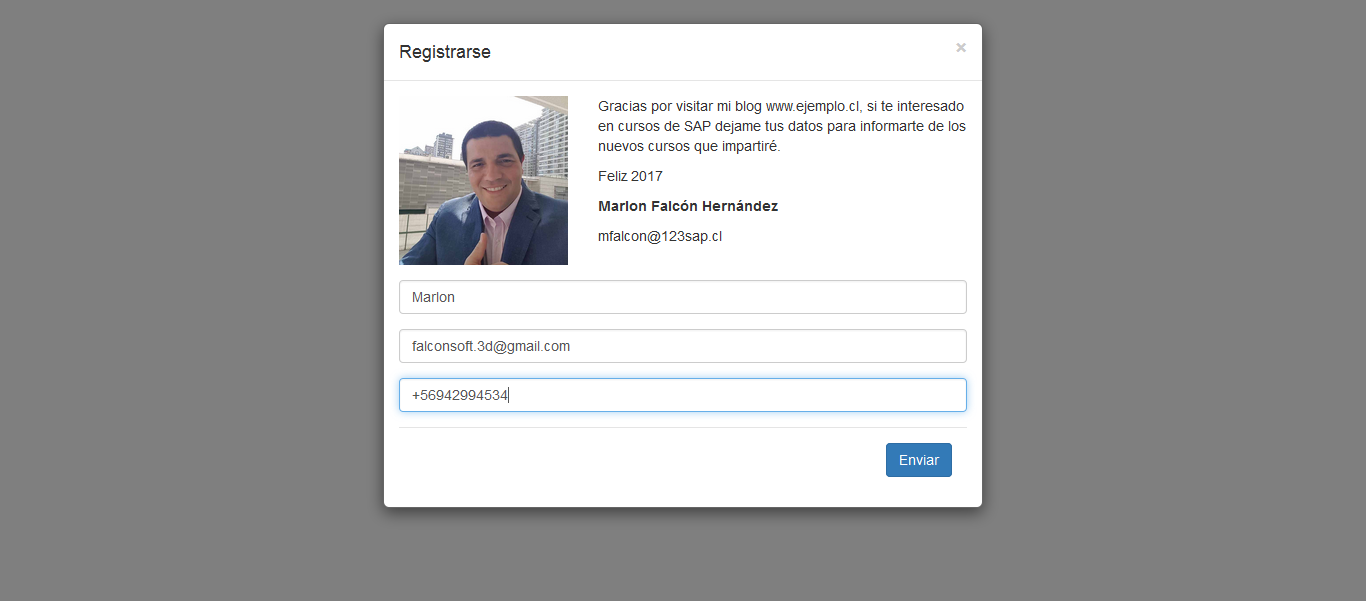 Registrarse
×
Gracias por visitar mi blog www.ejemplo.cl, si te interesado
en cursos de SAP dejame tus datos para informarte de los
nuevos cursos que impartiré.
Feliz 2017
Marlon Falcón Hernández
mfalcon@123sap.cl
Marlon
falconsoft.3d@gmail.com
+56942994534
Enviar